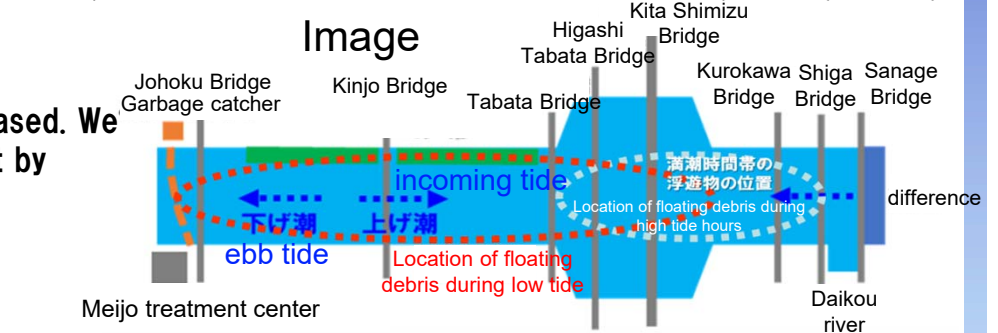 Image
Kita Shimizu
Bridge
Higashi
Tabata Bridge
Johoku Bridge
Garbage catcher
Kinjo Bridge
Tabata Bridge
Kurokawa
Bridge
Shiga
Bridge
Sanage
Bridge
ased. We
t by
incoming tide
満潮時間帯の
浮遊物の位置
Location of floating debris during
high tide hours
difference
下げ潮
上げ潮
ebb tide
Location of floating
debris during low tide
Meijo treatment center
Daikou
river